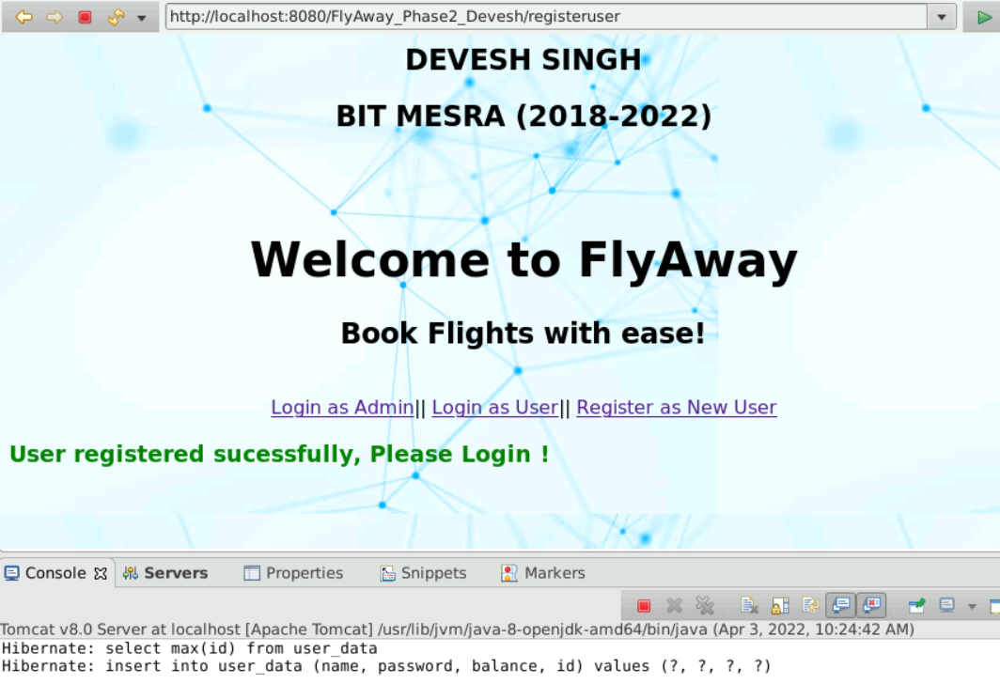 http://localhost:8080/FlyAway_Phase2_Devesh/registeruser
DEVESH SINGH
BIT MESRA (2018-2022)
Welcome to FlyAway
Book Flights with ease!
Login as Admin|| Login as User|| Register as New User
User registered sucessfully, Please Login !
Console Servers Properties Snippets Markers
Tomcat v8.0 Server at localhost [Apache Tomcat] /usr/lib/jvm/java-8-openjdk-amd64/bin/java (Apr 3, 2022, 10:24:42 AM)
Hibernate: select max(id) from user_data
Hibernate: insert into user_data (name, password, balance, id) values (?, ?, ?, ?)